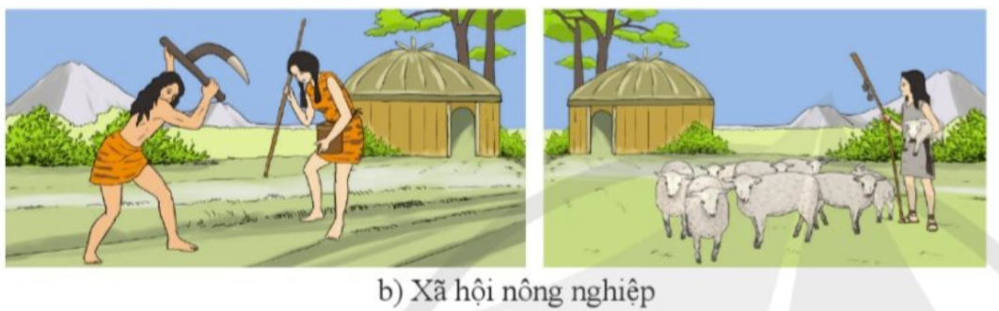 b) Xã hội nông nghiệp